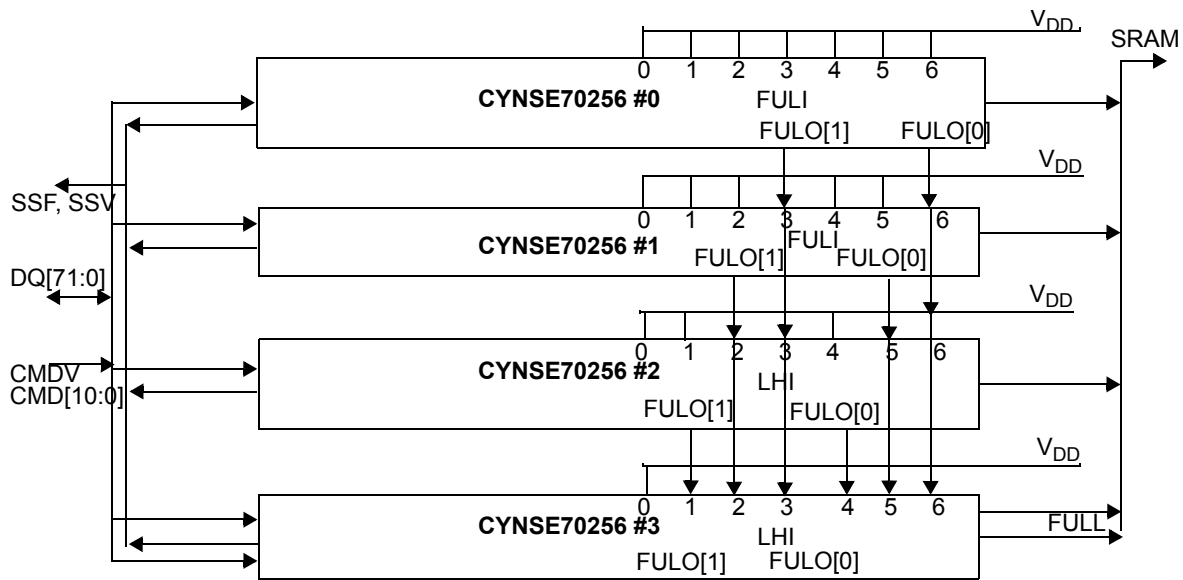 VDD
SRAM
0 1 2 3 4 5 6
CYNSE70256 #0
FULI
FULO[1] FULO[0]
VDD
SSF, SSV
0 1 2 3 4 5 6
CYNSE70256 #1
FULI
FULO[1] FULO[0]
DQ[71:0]
VDD
0 1 2 3 4 5 6
CMDV
CMD[10:0]
CYNSE70256 #2
LHI
FULO[1] FULO[0]
VDD
0 1 2 3 4 5 6
CYNSE70256 #3
FULL
LHI
FULO[1] FULO[0]